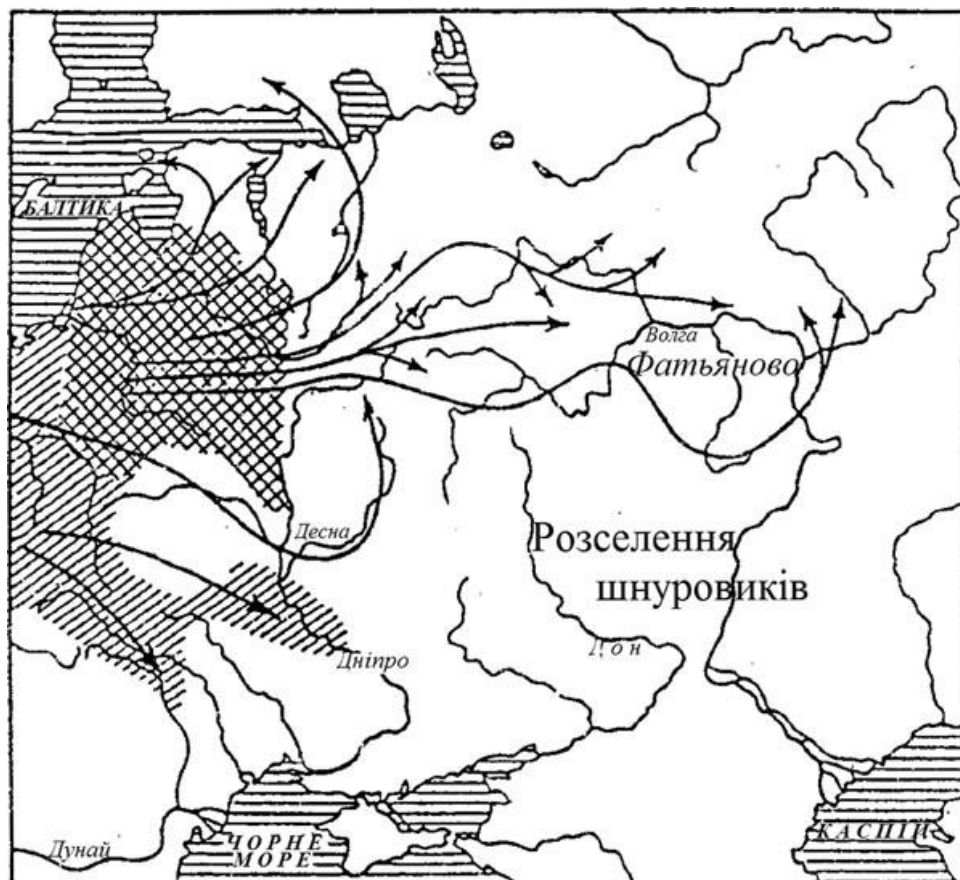 БАЛТИКА
Волга
Фатьяново
Десна
Розселення
шнуровиків
Дніпро
Дон
ЧОРНЕ
МОРЕ
КАСПІЙ
Дунай